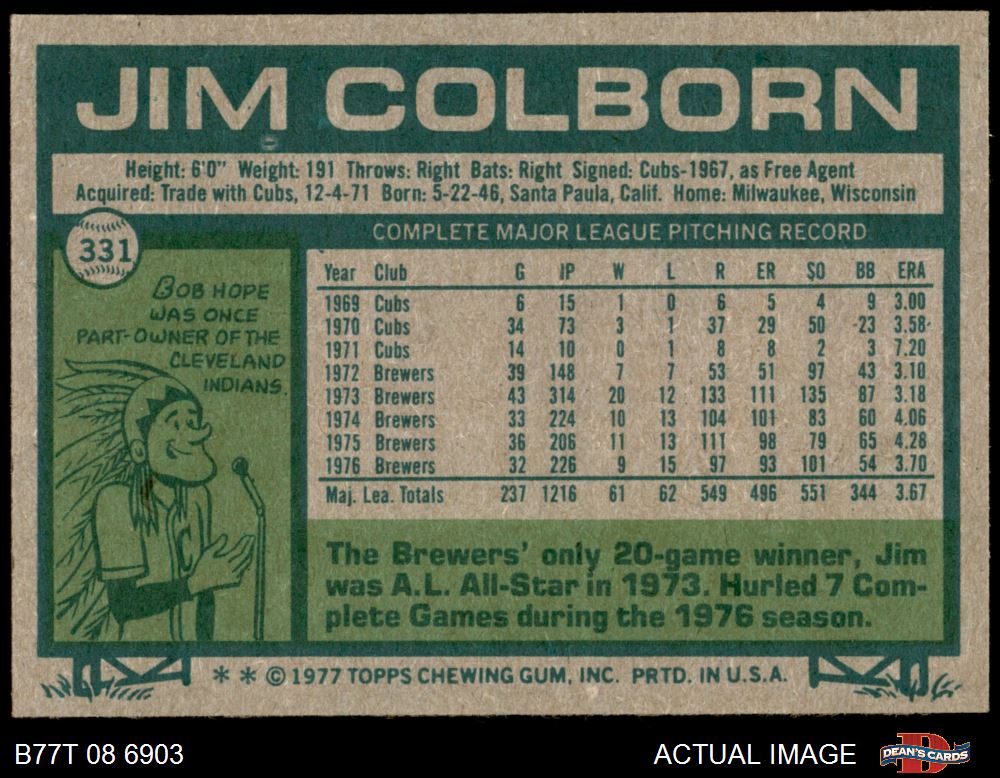 JIM COLBORN
Height: 6'0" Weight: 191 Throws: Right Bats: Right Signed: Cubs-1967, as Free Agent
Acquired: Trade with Cubs, 12-4-71 Born: 5-22-46, Santa Paula, Calif. Home: Milwaukee, Wisconsin
331
BOB HOPE
WAS ONCE
PART-OWNER OF THE
CLEVELAND
INDIANS.
C
COMPLETE MAJOR LEAGUE PITCHING RECORD
Year Club G IP W L R ER SO BB ERA
1969 Cubs 6 15 1 0 6 5 4 9 3.00
1970 Cubs 34 73 3 1 37 29 50 23 3.58
1971 Cubs 14 10 0 1 8 8 2 3 7.20
1972 Brewers 39 148 7 7 53 51 97 43 3.10
1973 Brewers 43 314 20 12 133 111 135 87 3.18
1974 Brewers 33 224 10 13 104 101 83 60 4.06
1975 Brewers 36 206 11 13 111 98 79 65 4.28
1976 Brewers 32 226 9 15 97 93 101 54 3.70
Maj. Lea. Totals 237 1216 61 62 549 496 551 344 3.67
The Brewers' only 20-game winner, Jim
was A.L. All-Star in 1973. Hurled 7 Com-
plete Games during the 1976 season.
* * © 1977 TOPPS CHEWING GUM, INC. PRTD. IN U.S.A.
B77T 08 6903
ACTUAL IMAGE
D
DEAN'S CARDS